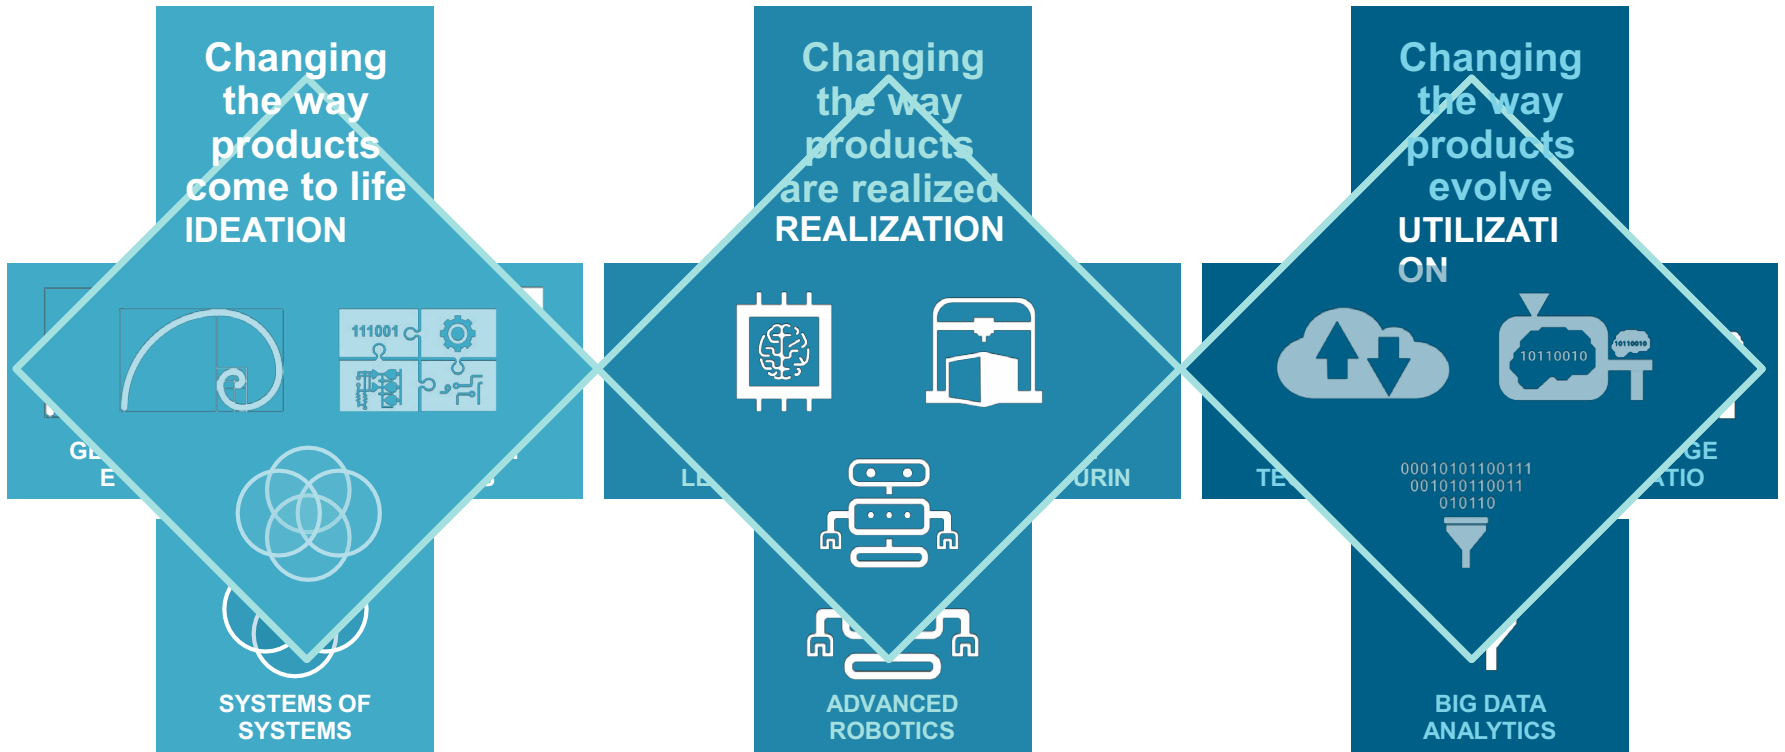 Changing
the way
products
come to life
IDEATION
111001
SYSTEMS OF
SYSTEMS
Changing
the way
products
are realized
REALIZATION
ADVANCED
ROBOTICS
Changing
the way
products
evolve
UTILIZATI
ON
10110010
10110010
00010101100111
001010110011
010110
BIG DATA
ANALYTICS